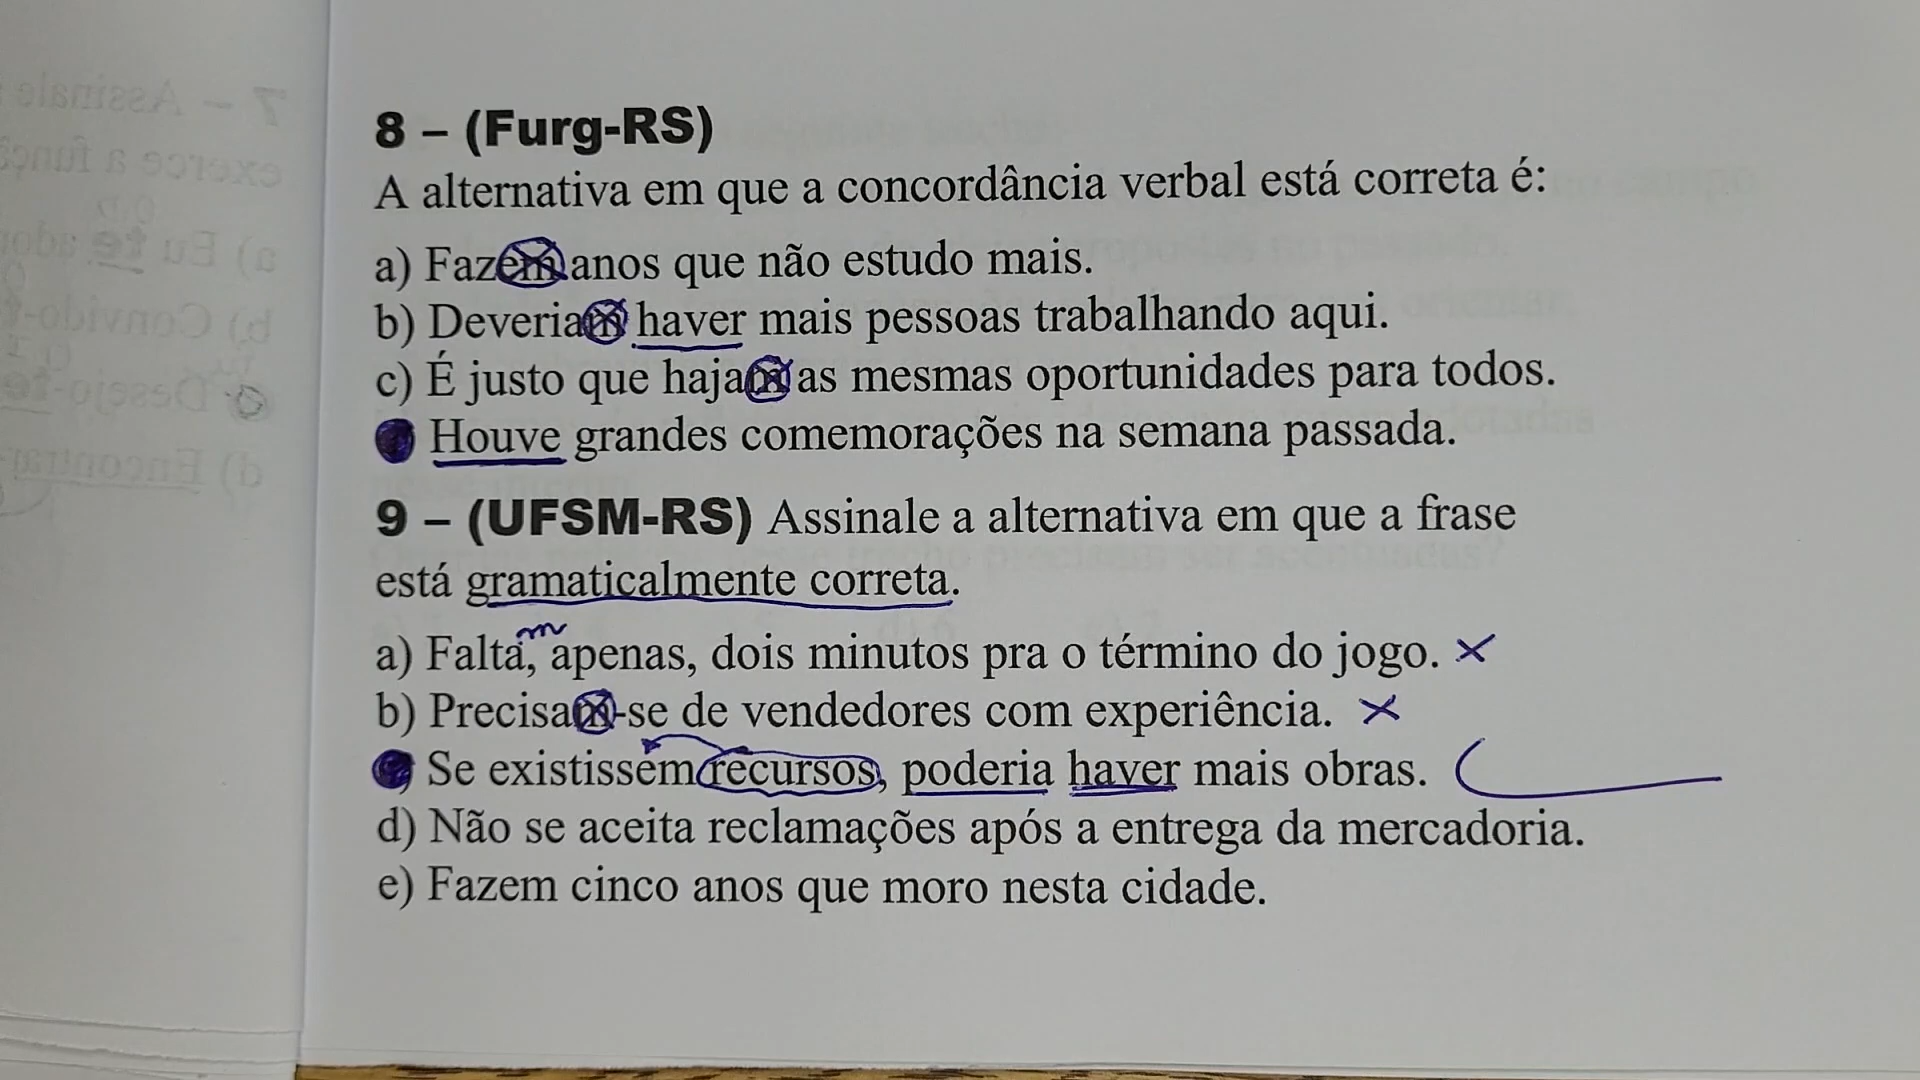 8 – (Furg-RS)
A alternativa em que a concordância verbal está correta é:
a) Fazem anos que não estudo mais.
b) Deveriam haver mais pessoas trabalhando aqui.
c) É justo que hajam as mesmas oportunidades para todos.
Houve grandes comemorações na semana passada.
9 – (UFSM-RS) Assinale a alternativa em que a frase
está gramaticalmente correta.
m
a) Falta, apenas, dois minutos pra o término do jogo. ×
b) Precisam-se de vendedores com experiência. ×
Se existissem recursos, poderia haver mais obras.
d) Não se aceita reclamações após a entrega da mercadoria.
e) Fazem cinco anos que moro nesta cidade.